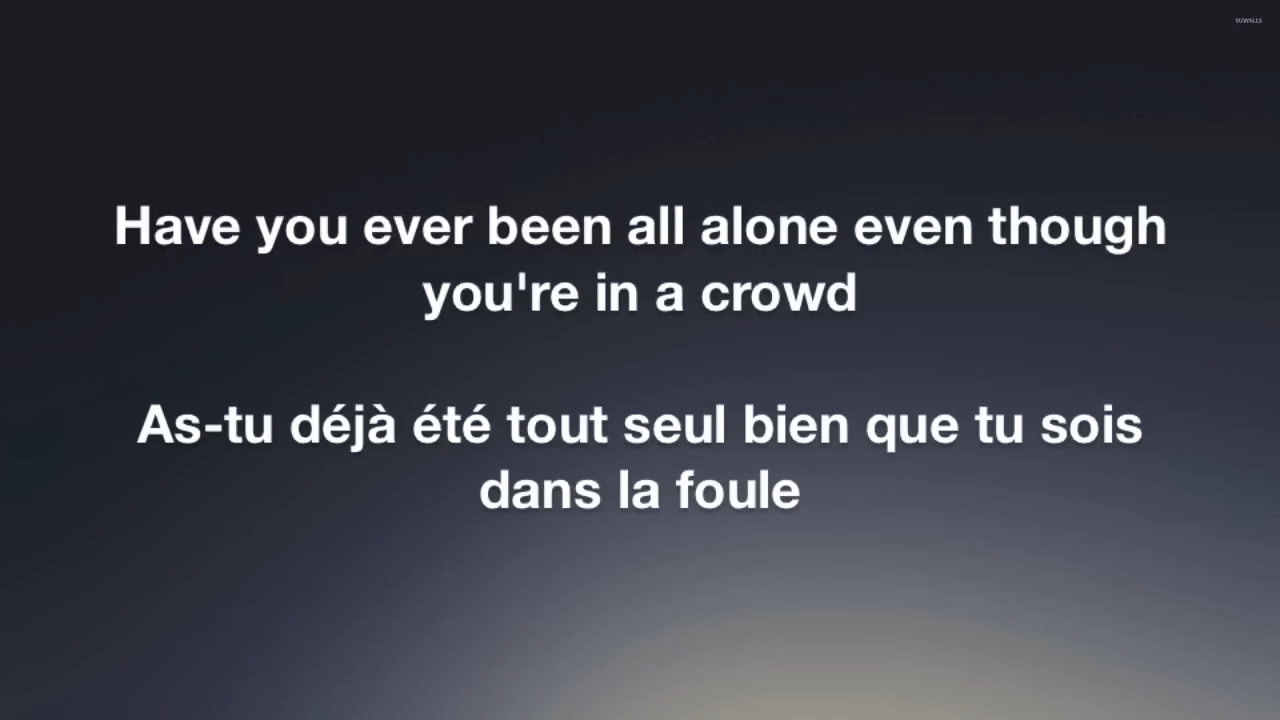 SUWALLS
Have you ever been all alone even though
you're in a crowd
As-tu déjà été tout seul bien que tu sois
dans la foule